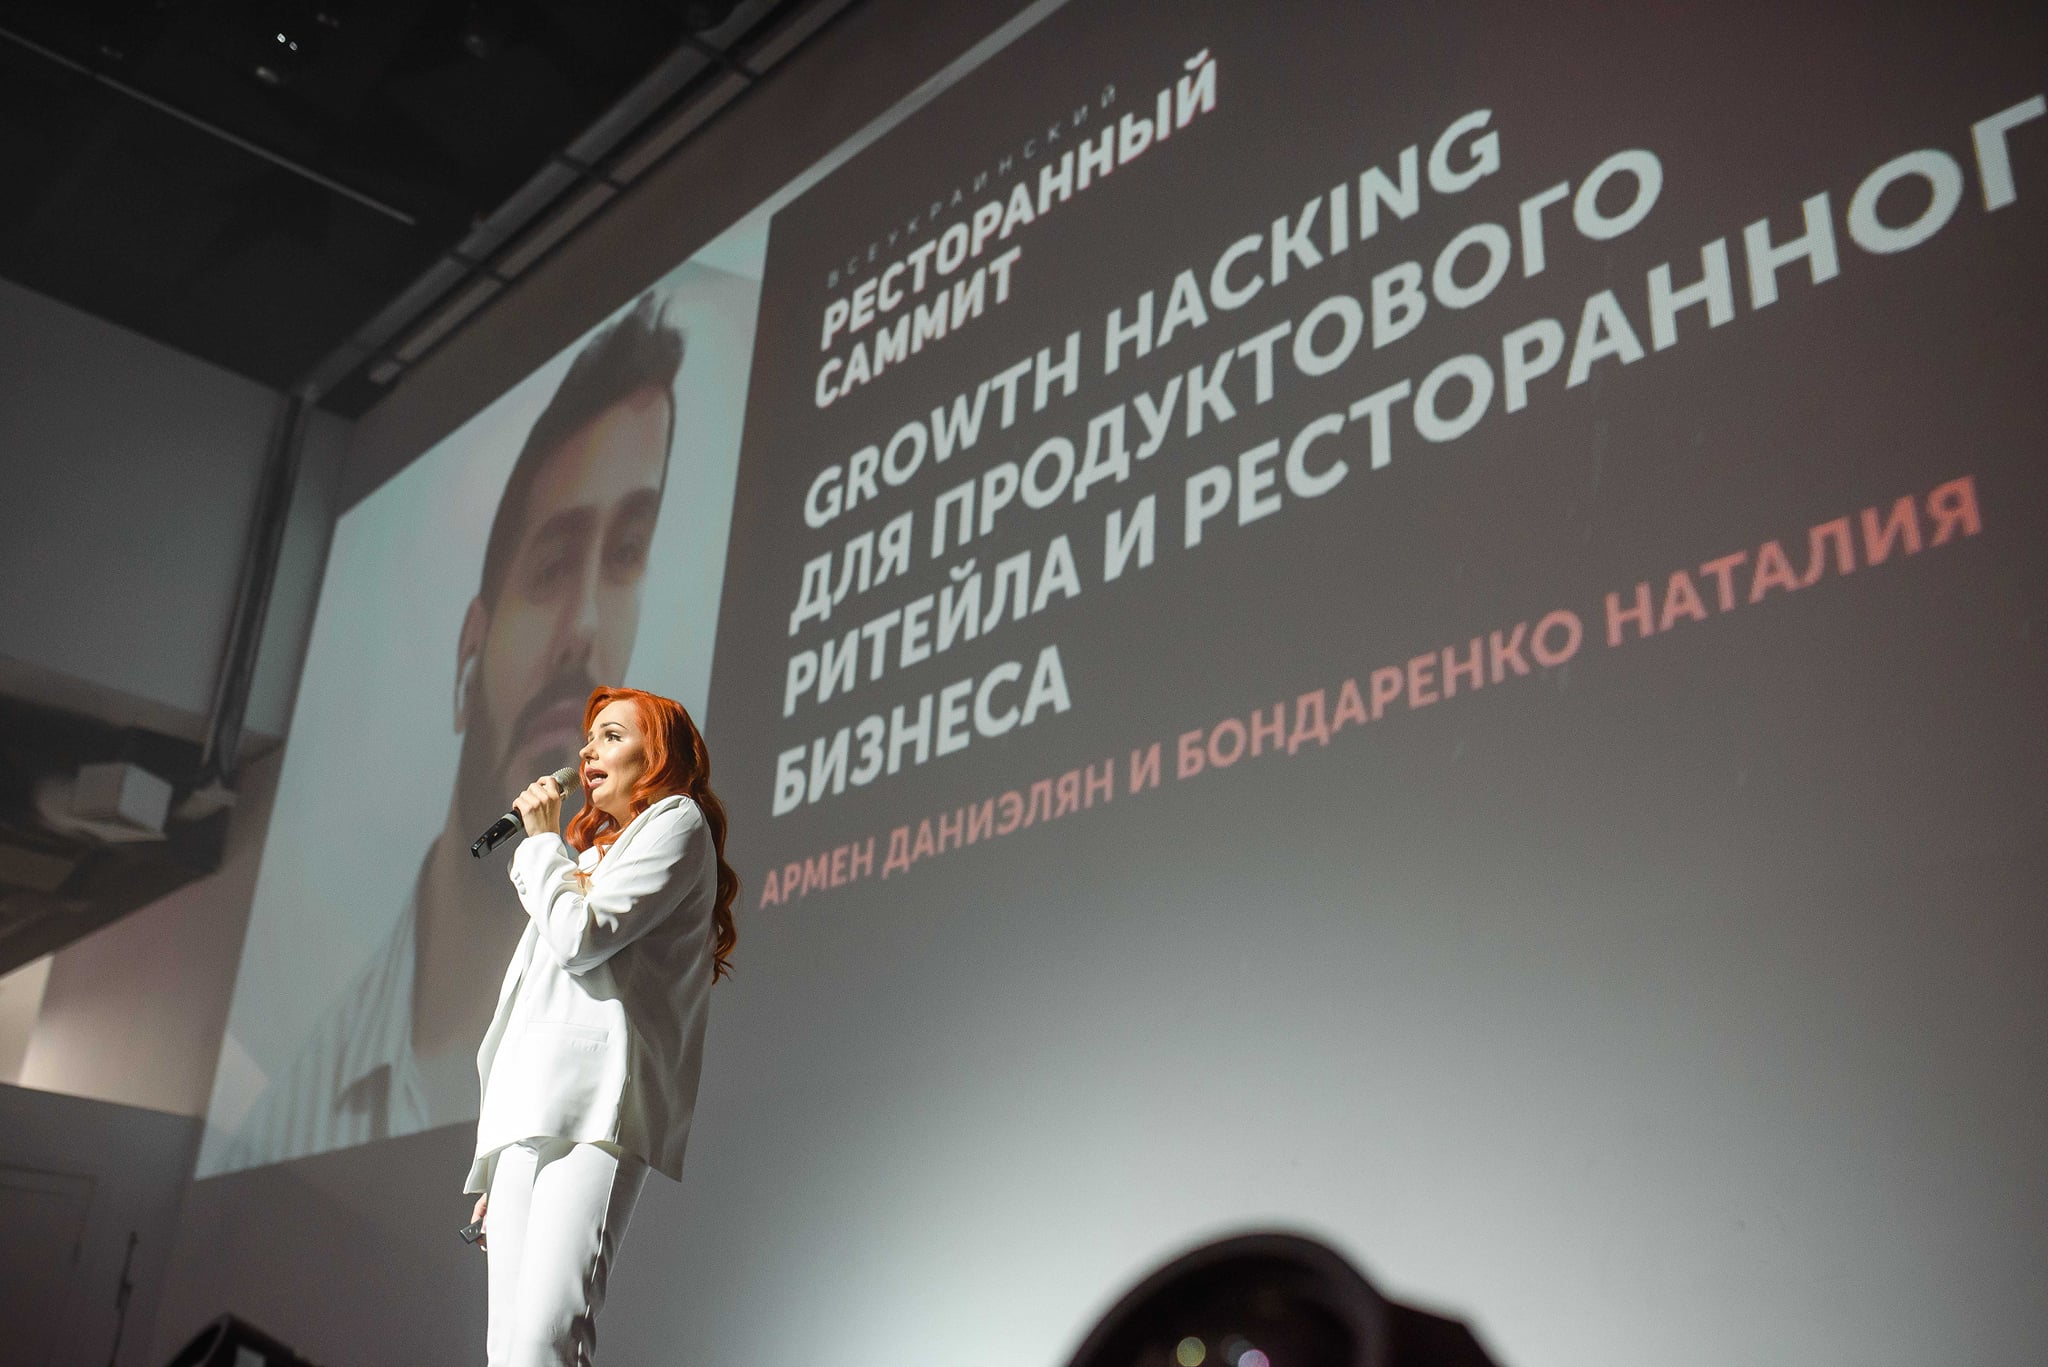 ВСЕУКРАИНСКИЙ
РЕСТОРАННЫЙ
САММИТ
GROWTH HACKING
ДЛЯ ПРОДУКТОВОГО
РИТЕЙЛА И РЕСТОРАННОГ
БИЗНЕСА
АРМЕН ДАНИЭЛЯН И БОНДАРЕНКО НАТАЛИЯ